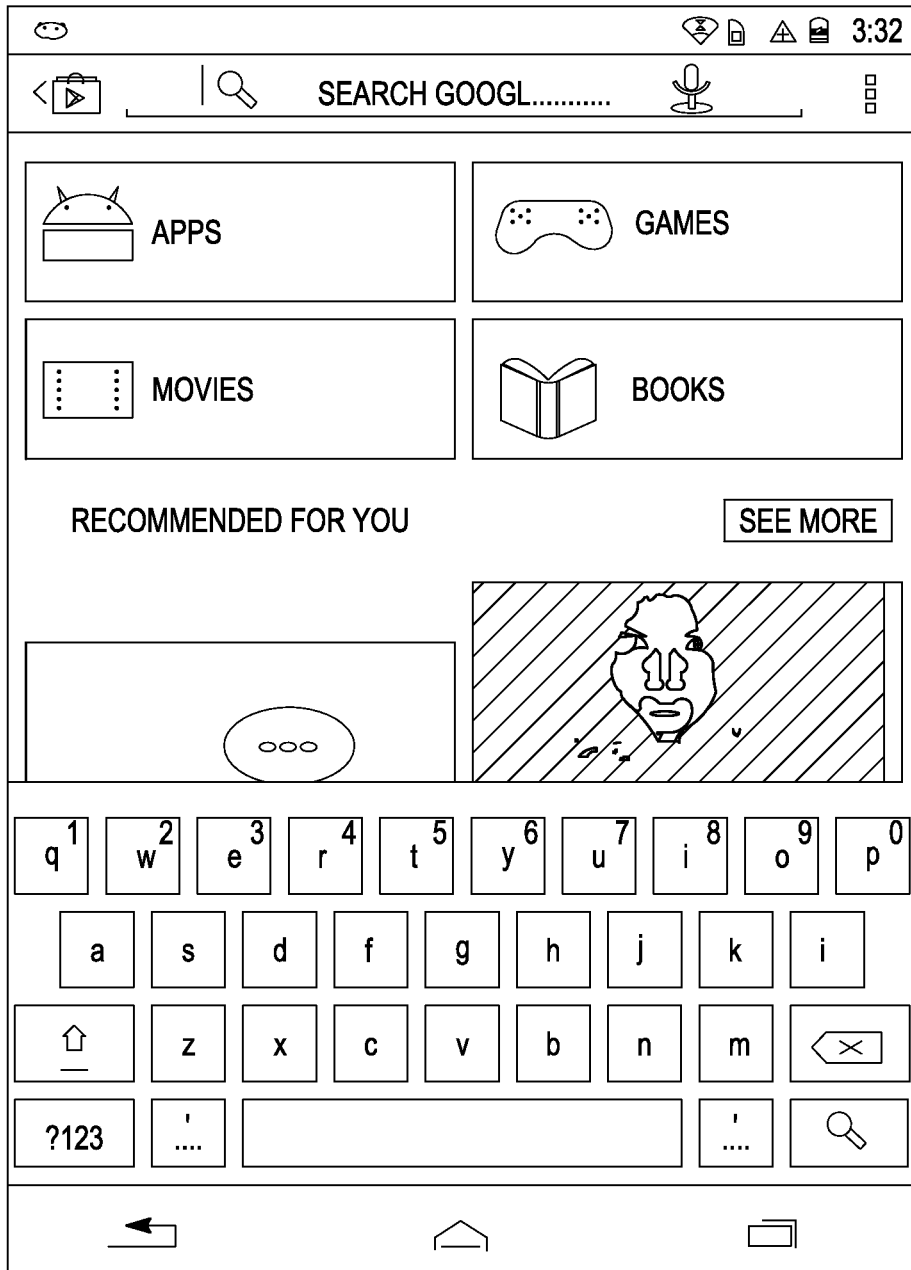 3:32
SEARCH GOOGL...........
APPS
GAMES
MOVIES
BOOKS
RECOMMENDED FOR YOU
SEE MORE
q 1 w 2 e 3 r 4 t 5 y 6 u 7 i 8 o 9 p 0
a s d f g h j k i
z x c v b n m
?123 '.... '....